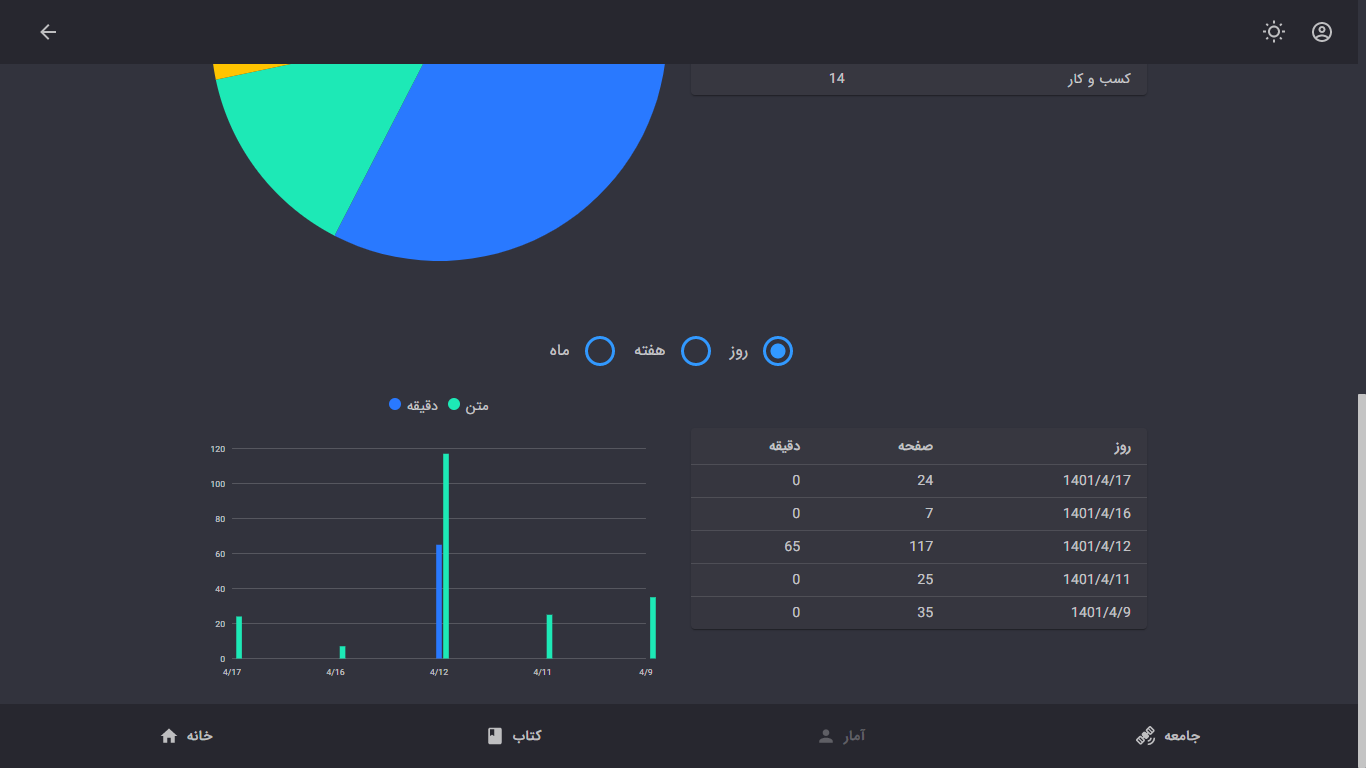 کسب و کار 14
روز هفته ماه
متن دقیقه
120
100
80
60
40
20
0
4/17 4/16 4/12 4/11 4/9
روز صفحه دقیقه
1401/4/17 24 0
1401/4/16 7 0
1401/4/12 117 65
1401/4/11 25 0
1401/4/9 35 0
جامعه آمار کتاب خانه